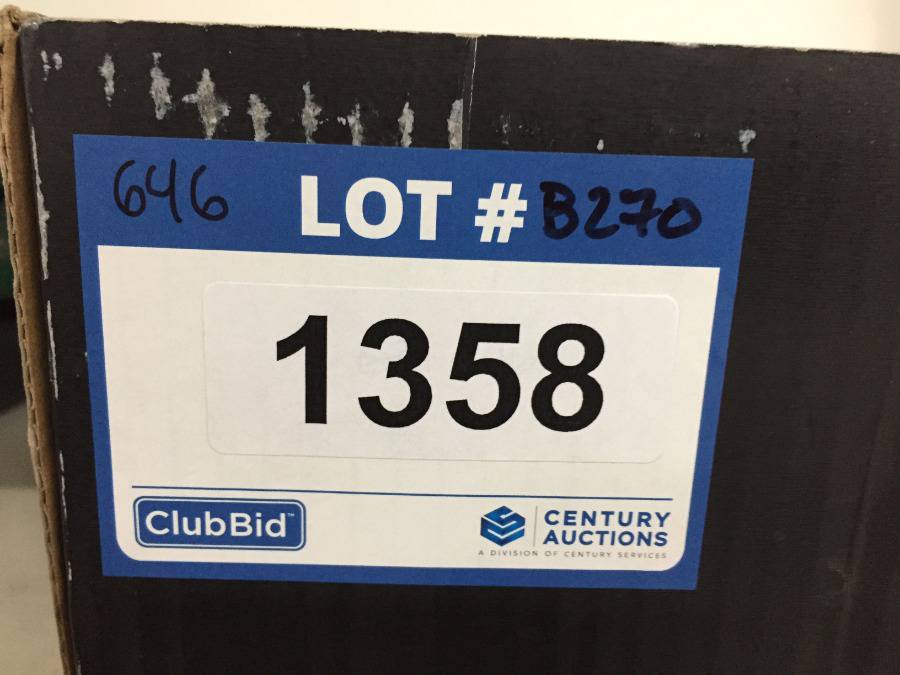 646 LOT # B270
1358
ClubBid™
CENTURY
AUCTIONS
A DIVISION OF CENTURY SERVICES